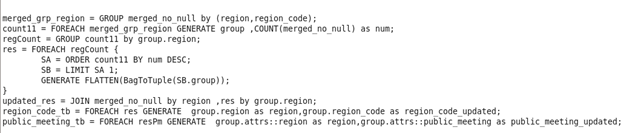 merged_grp_region = GROUP merged_no_null by (region,region_code);
count11 = FOREACH merged_grp_region GENERATE group ,COUNT(merged_no_null) as num;
regCount = GROUP count11 by group.region;
res = FOREACH regCount {
        SA = ORDER count11 BY num DESC;
        SB = LIMIT SA 1;
        GENERATE FLATTEN(BagToTuple(SB.group));
}
updated_res = JOIN merged_no_null by region ,res by group.region;
region_code_tb = FOREACH res GENERATE  group.region as region,group.region_code as region_code_updated;
public_meeting_tb = FOREACH resPm GENERATE  group.attrs::region as region,group.attrs::public_meeting as public_meeting_updated;